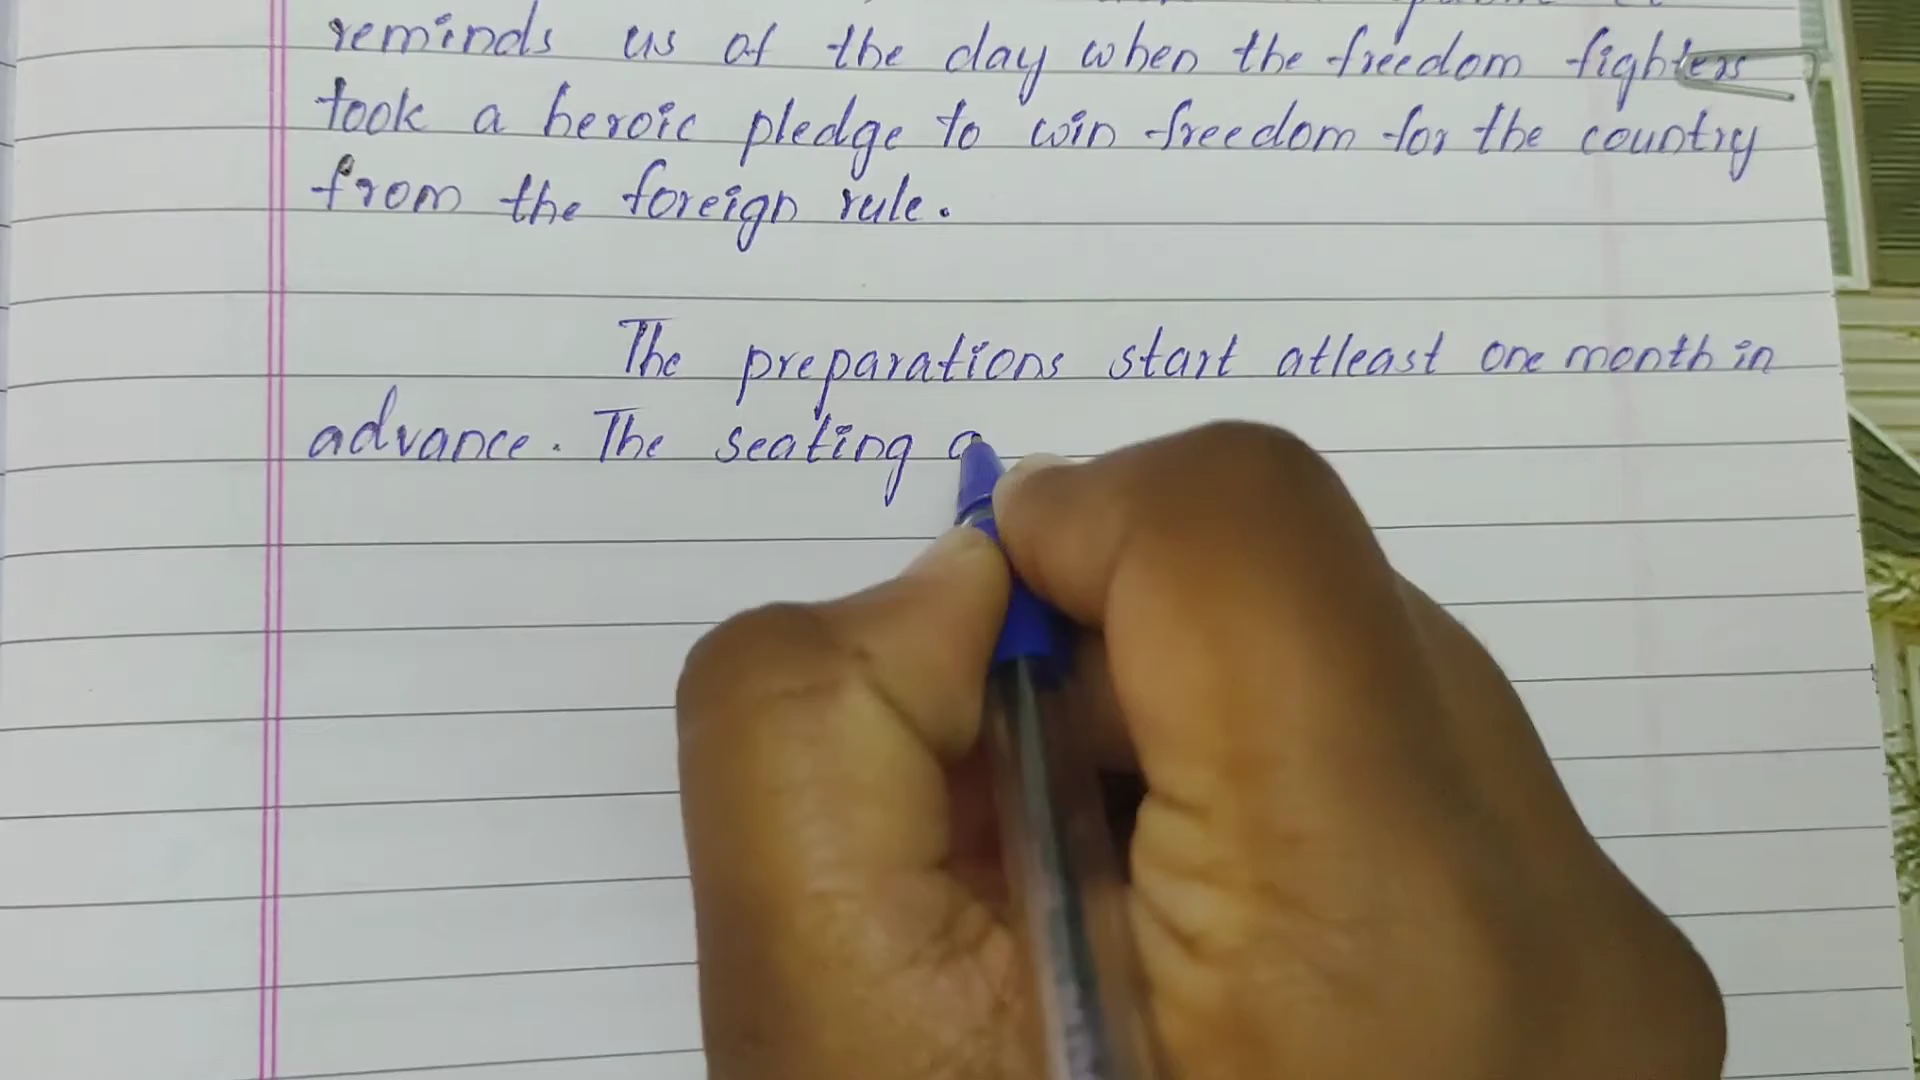 reminds us of the day when the freedom fighters
took a heroic pledge to win freedom for the country
from the foreign rule.
The preparations start atleast one month in
advance. The seating a